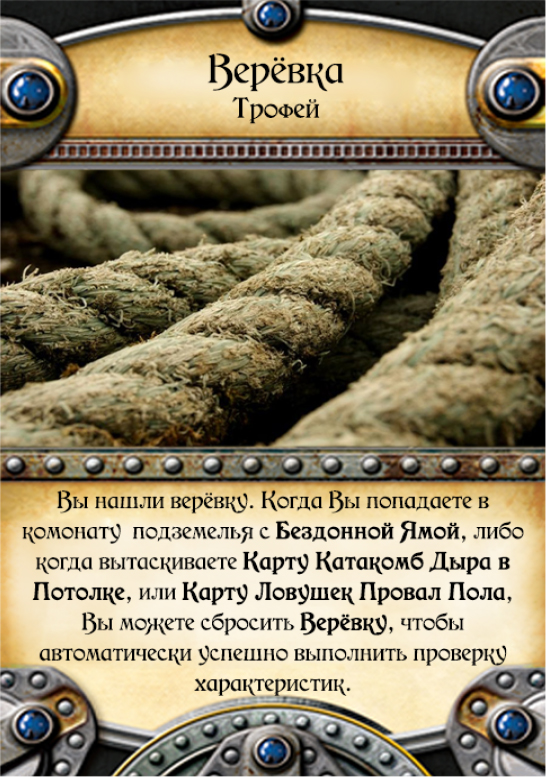 Верёвка
Трофей
Вы нашли верёвку. Когда Вы попадаете в
комонату подземелья с Бездонной Ямой, либо
когда вытаскиваете Карту Катакомб Дыра в
Потолке, или Карту Ловушек Провал Пола,
Вы можете сбросить Верёвку, чтобы
автоматически успешно выполнить проверку
характеристик.